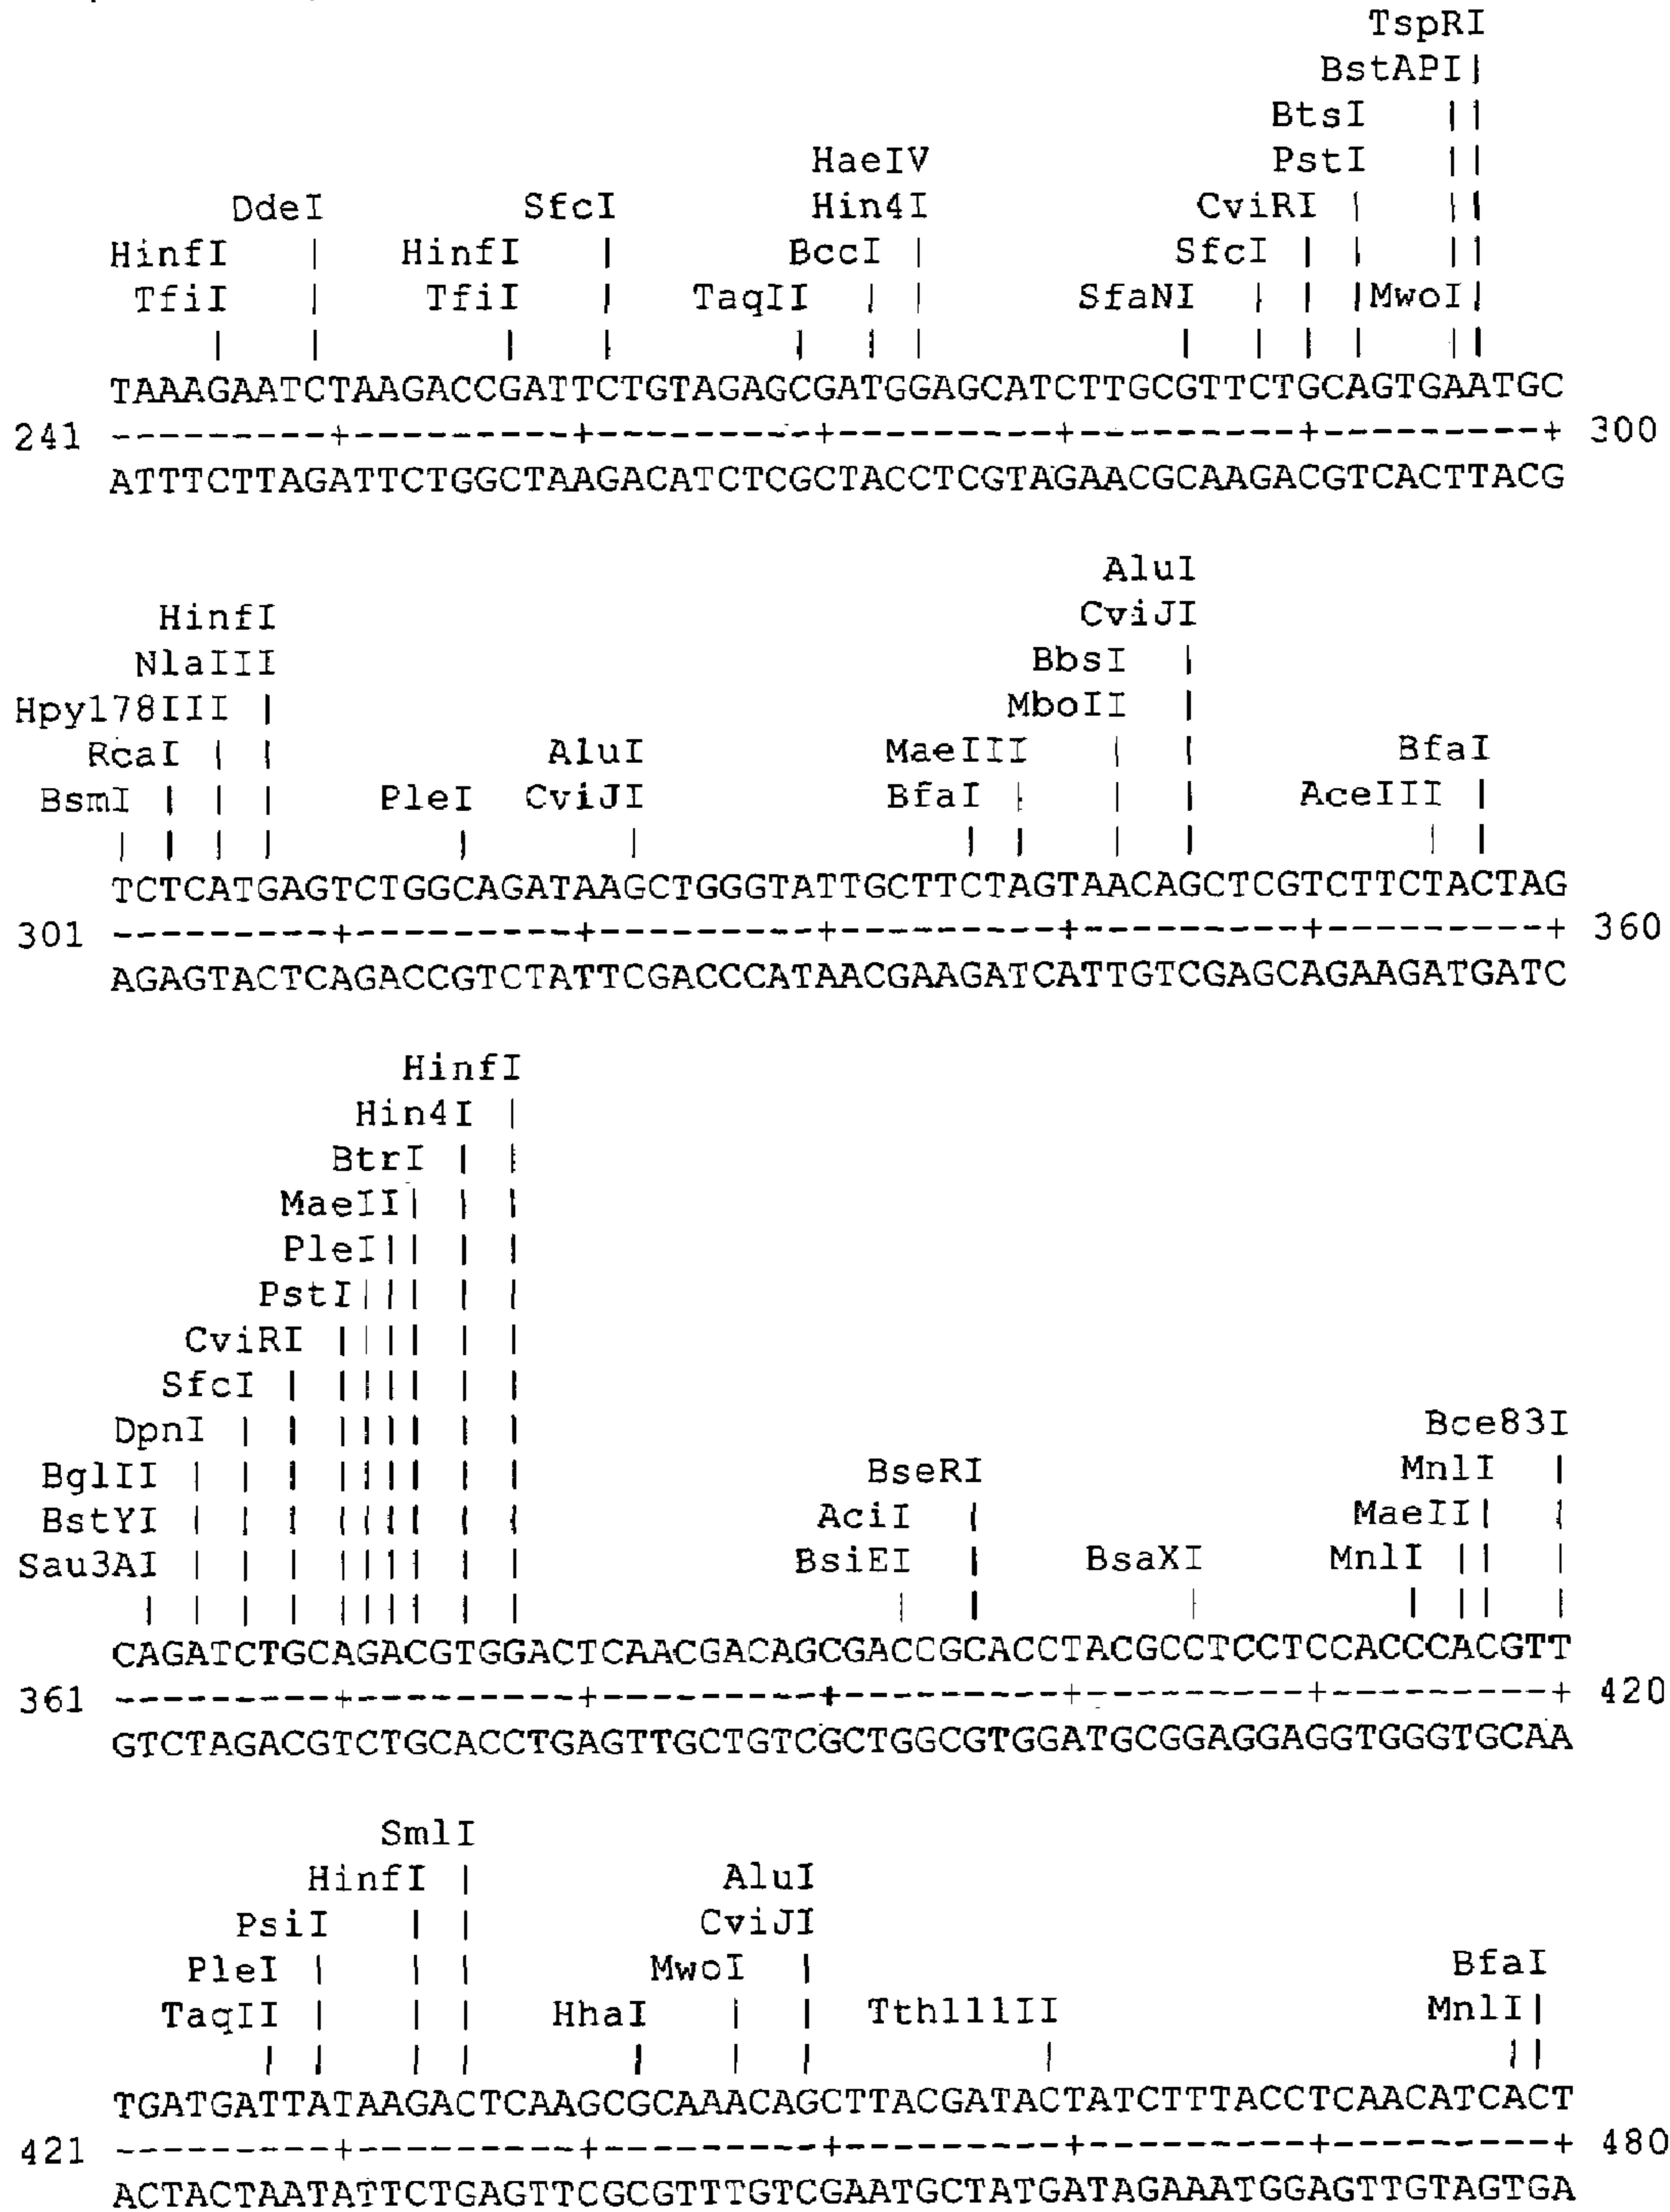 TspRI
BstAPI|
BtsI ||
HaeIV PstI ||
DdeI SfcI Hin4I CviRI | ||
HinfI | HinfI | BccI | SfcI | | ||
TfiI | TfiI | TaqII | | SfaNI | | |MwoI|
| | | | | | | | | | | ||
TAAAGAATCTAAGACCGATTCTGTAGAGCGATGGAGCATCTTGCGTTCTGCAGTGAATGC
241 ---------+---------+---------+---------+---------+---------+ 300
ATTTCTTAGATTCTGGCTAAGACATCTCGCTACCTCGTAGAACGCAAGACGTCACTTACG
AluI
HinfI CviJI
NlaIII BbsI |
Hpy178III | MboII |
RcaI | | AluI MaeIII | | BfaI
BsmI | | | PleI CviJI BfaI | | | AceIII |
| | | | | | | | | | | |
TCTCATGAGTCTGGCAGATAAGCTGGGTATTGCTTCTAGTAACAGCTCGTCTTCTACTAG
301 ---------+---------+---------+---------+---------+---------+ 360
AGAGTACTCAGACCGTCTATTCGACCCATAACGAAGATCATTGTCGAGCAGAAGATGATC
HinfI
Hin4I |
BtrI | |
MaeII| | |
PleI|| | |
PstI||| | |
CviRI |||| | |
SfcI | |||| | |
DpnI | | |||| | | Bce83I
BglII | | | |||| | | BseRI MnlI |
BstYI | | | |||| | | AciI | MaeII| |
Sau3AI | | | |||| | | BsiEI | BsaXI MnlI || |
| | | | |||| | | | | | | || |
CAGATCTGCAGACGTGGACTCAACGACAGCGACCGCACCTACGCCTCCTCCACCCACGTT
361 ---------+---------+---------+---------+---------+---------+ 420
GTCTAGACGTCTGCACCTGAGTTGCTGTCGCTGGCGTGGATGCGGAGGAGGTGGGTGCAA
SmlI
HinfI | AluI
PsiI | | CviJI
PleI | | | MwoI | BfaI
TaqII | | | HhaI | | Tth111II MnlI|
| | | | | | | | ||
TGATGATTATAAGACTCAAGCGCAAACAGCTTACGATACTATCTTTACCTCAACATCACT
421 ---------+---------+---------+---------+---------+---------+ 480
ACTACTAATATTCTGAGTTCGCGTTTGTCGAATGCTATGATAGAAATGGAGTTGTAGTGA